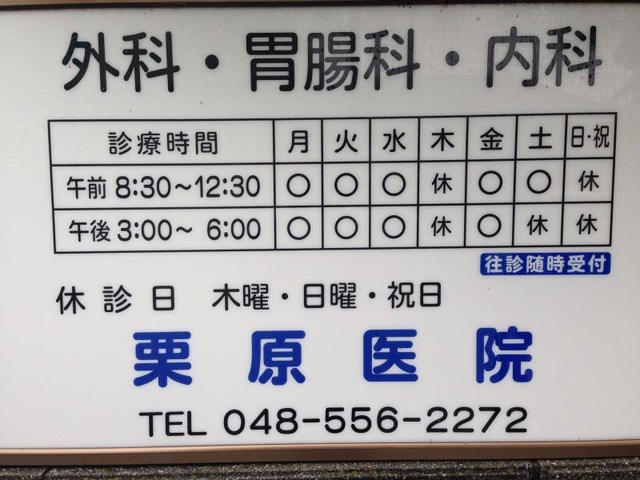 外科・胃腸科・内科
診療時間 月 火 水 木 金 土 日・祝
午前 8:30～12:30 ○ ○ ○ 休 ○ ○ 休
午後 3:00～ 6:00 ○ ○ ○ 休 ○ 休 休
往診随時受付
休診日 木曜・日曜・祝日
栗原医院
TEL 048-556-2272